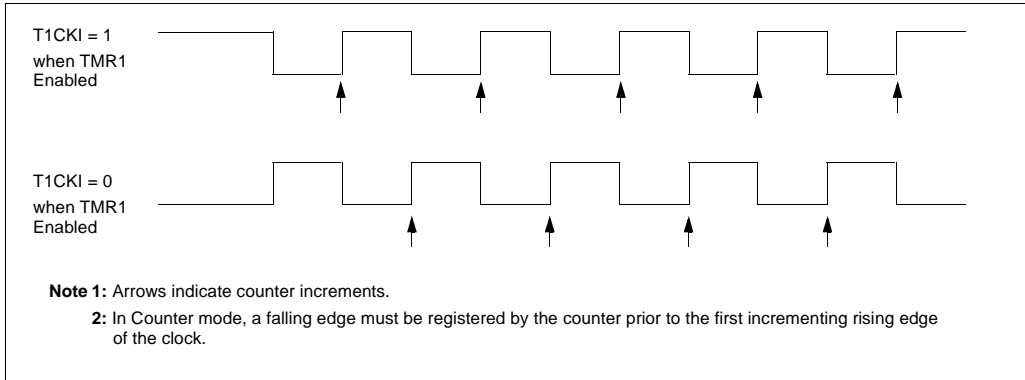 T1CKI = 1
when TMR1
Enabled
T1CKI = 0
when TMR1
Enabled
Note 1: Arrows indicate counter increments.
2: In Counter mode, a falling edge must be registered by the counter prior to the first incrementing rising edge
of the clock.